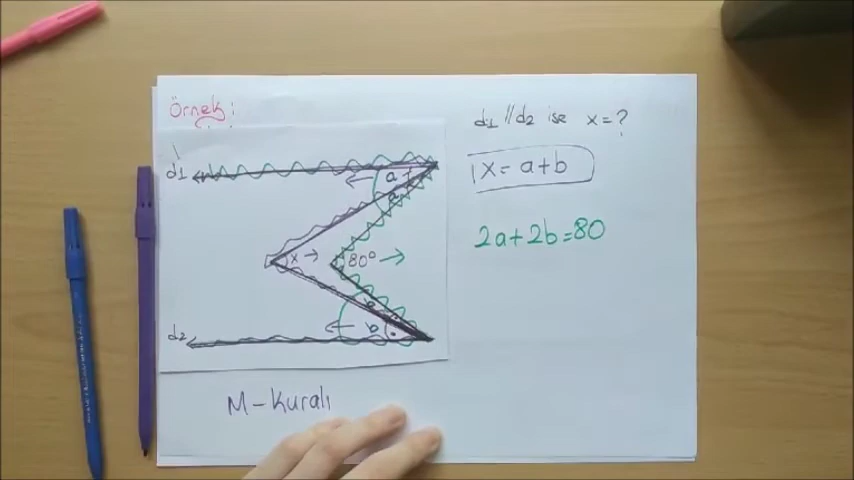 Örnek:
d1 // d2 ise x = ?
d1
a
a
x = a+b
2a+2b=80
x
80°
b
d2
b
M-Kuralı